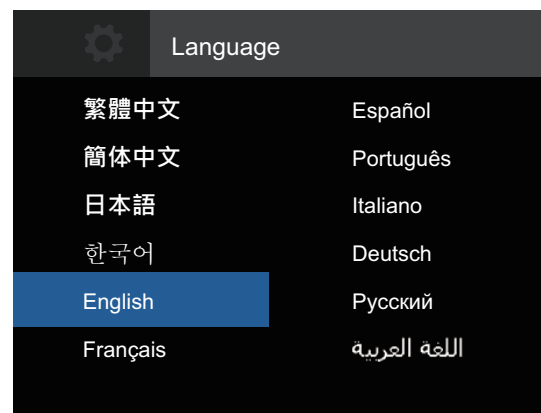 Language
繁體中文
簡体中文
日本語
한국어
English
Français
Español
Português
Italiano
Deutsch
Русский
اللغة العربية